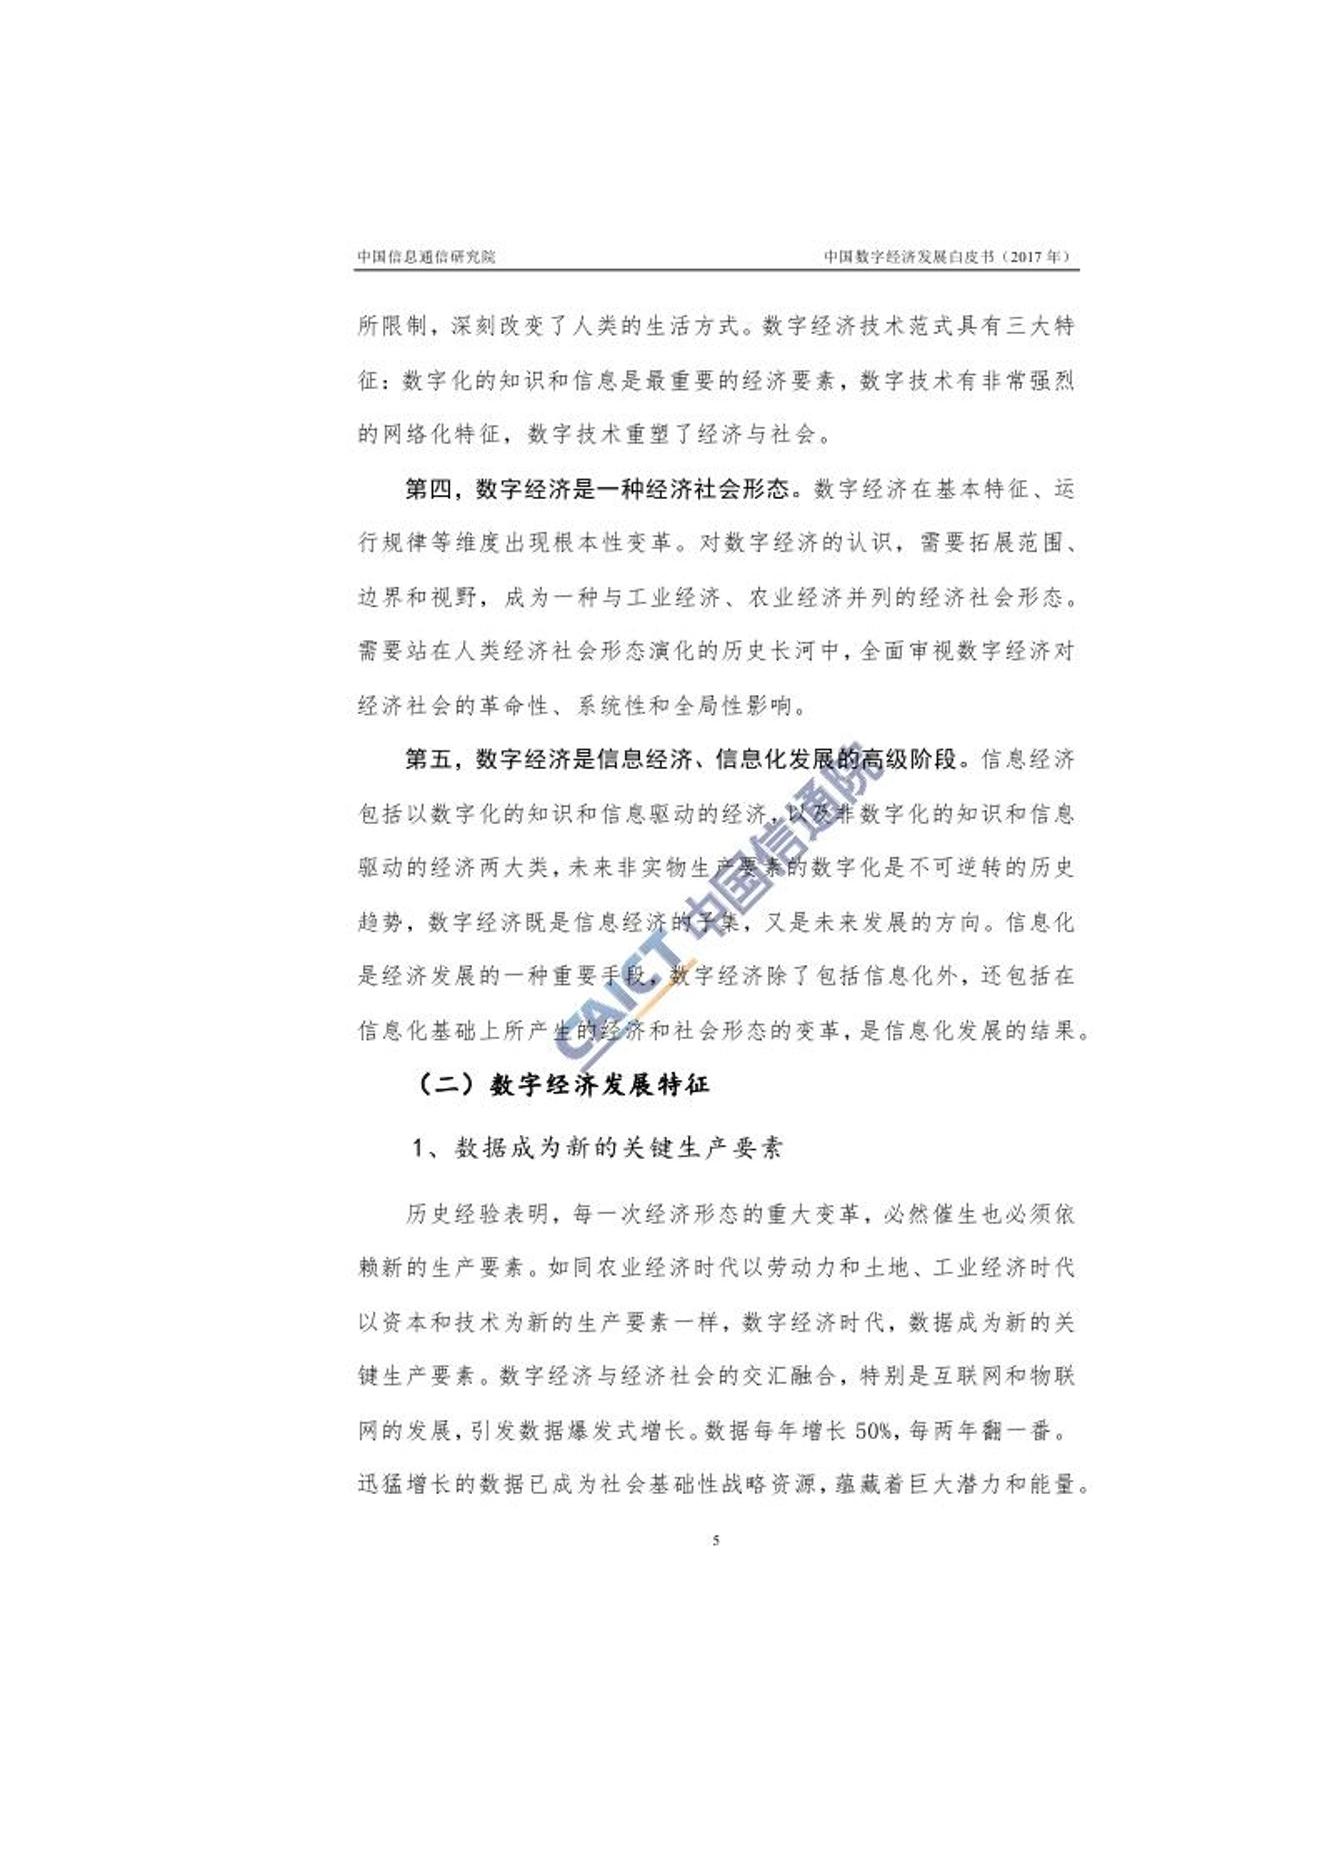 中国信息通信研究院 中国数字经济发展白皮书（2017 年）
所限制，深刻改变了人类的生活方式。数字经济技术范式具有三大特
征：数字化的知识和信息是最重要的经济要素，数字技术有非常强烈
的网络化特征，数字技术重塑了经济与社会。
第四，数字经济是一种经济社会形态。数字经济在基本特征、运
行规律等维度出现根本性变革。对数字经济的认识，需要拓展范围、
边界和视野，成为一种与工业经济、农业经济并列的经济社会形态。
需要站在人类经济社会形态演化的历史长河中，全面审视数字经济对
经济社会的革命性、系统性和全局性影响。
第五，数字经济是信息经济、信息化发展的高级阶段。信息经济
包括以数字化的知识和信息驱动的经济，以及非数字化的知识和信息
驱动的经济两大类，未来非实物生产要素的数字化是不可逆转的历史
趋势，数字经济既是信息经济的子集，又是未来发展的方向。信息化
是经济发展的一种重要手段，数字经济除了包括信息化外，还包括在
信息化基础上所产生的经济和社会形态的变革，是信息化发展的结果。
CAICT 中国信通院
（二）数字经济发展特征
1、数据成为新的关键生产要素
历史经验表明，每一次经济形态的重大变革，必然催生也必须依
赖新的生产要素。如同农业经济时代以劳动力和土地、工业经济时代
以资本和技术为新的生产要素一样，数字经济时代，数据成为新的关
键生产要素。数字经济与经济社会的交汇融合，特别是互联网和物联
网的发展，引发数据爆发式增长。数据每年增长 50%，每两年翻一番。
迅猛增长的数据已成为社会基础性战略资源，蕴藏着巨大潜力和能量。
5